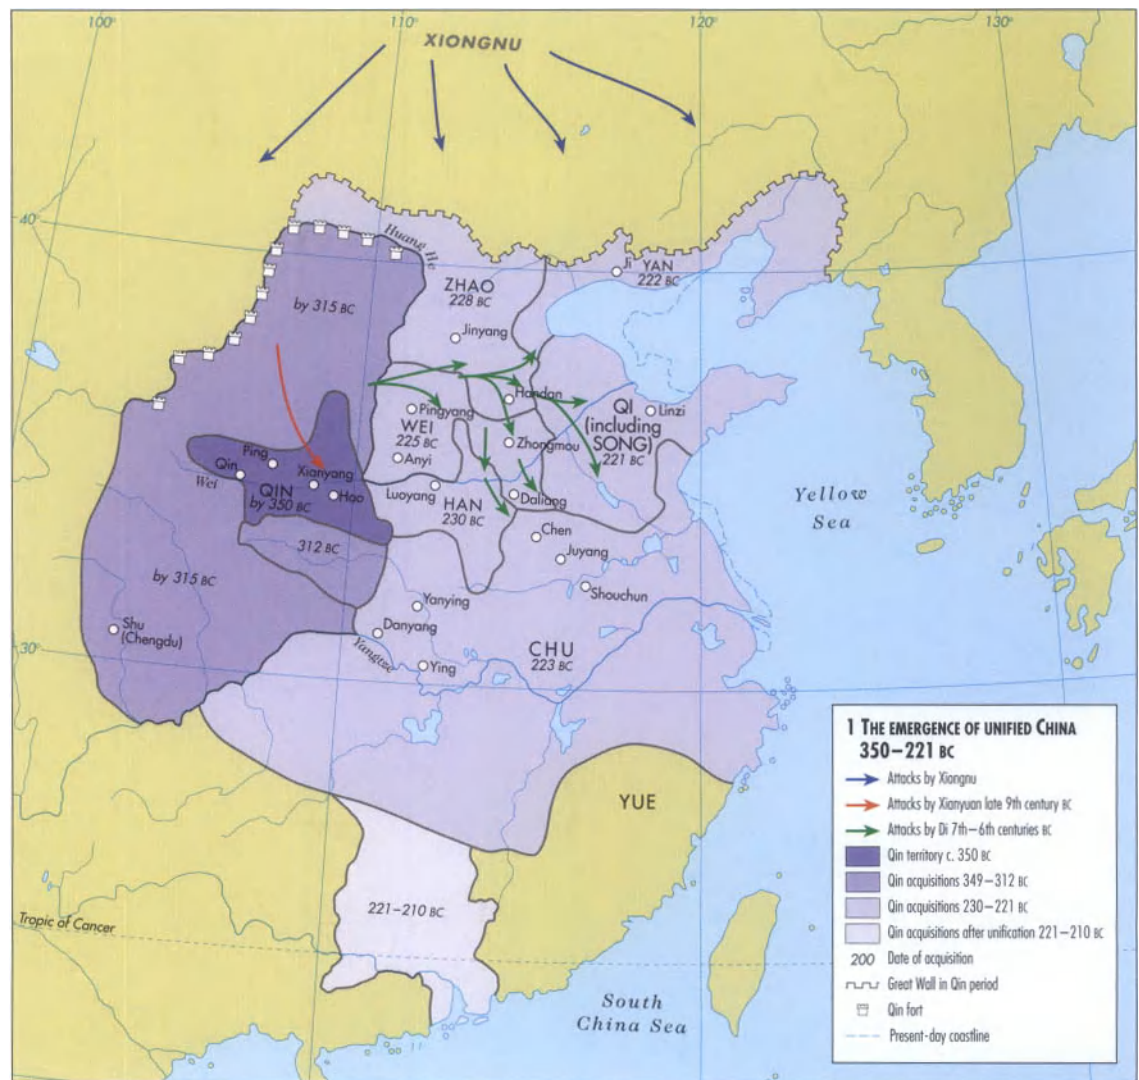 100°
110°
120°
130°
XIONGNU
40°
Huang He
Ji
YAN
222 BC
ZHAO
228 BC
by 315 BC
Jinyang
Handan
Pingyang
QI
(including
SONG)
221 BC
Linzi
WEI
225 BC
Zhongmou
Anyi
Ping
Qin
Xianyang
Wei
QIN
by 350 BC
Hao
Luoyang
HAN
230 BC
Daliang
Yellow
Sea
Chen
312 BC
Juyang
by 315 BC
Shouchun
Yanying
Shu
(Chengdu)
Danyang
CHU
223 BC
30°
Yangtze
Ying
YUE
221–210 BC
Tropic of Cancer
South
China Sea
1 THE EMERGENCE OF UNIFIED CHINA
350–221 BC
Attacks by Xiongnu
Attacks by Xianyuan late 9th century BC
Attacks by Di 7th–6th centuries BC
Qin territory c. 350 BC
Qin acquisitions 349–312 BC
Qin acquisitions 230–221 BC
Qin acquisitions after unification 221–210 BC
200 Date of acquisition
Great Wall in Qin period
Qin fort
Present-day coastline